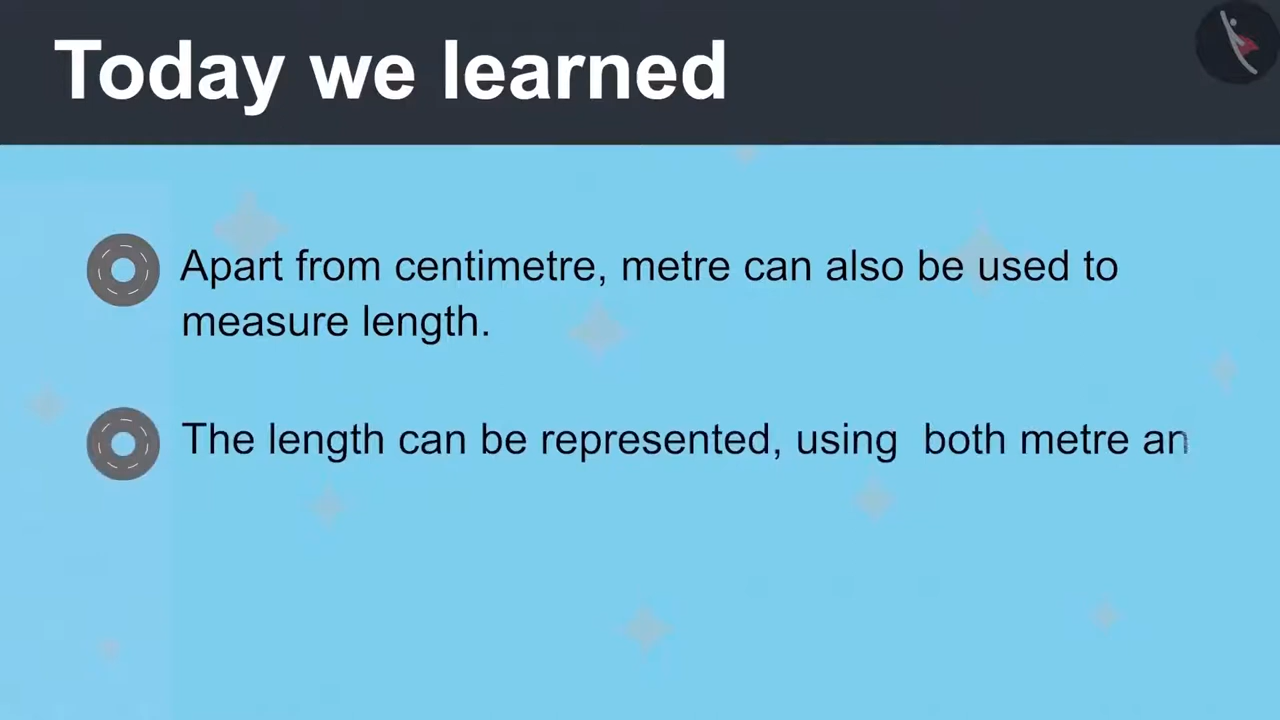 Today we learned
Apart from centimetre, metre can also be used to
measure length.
The length can be represented, using  both metre an